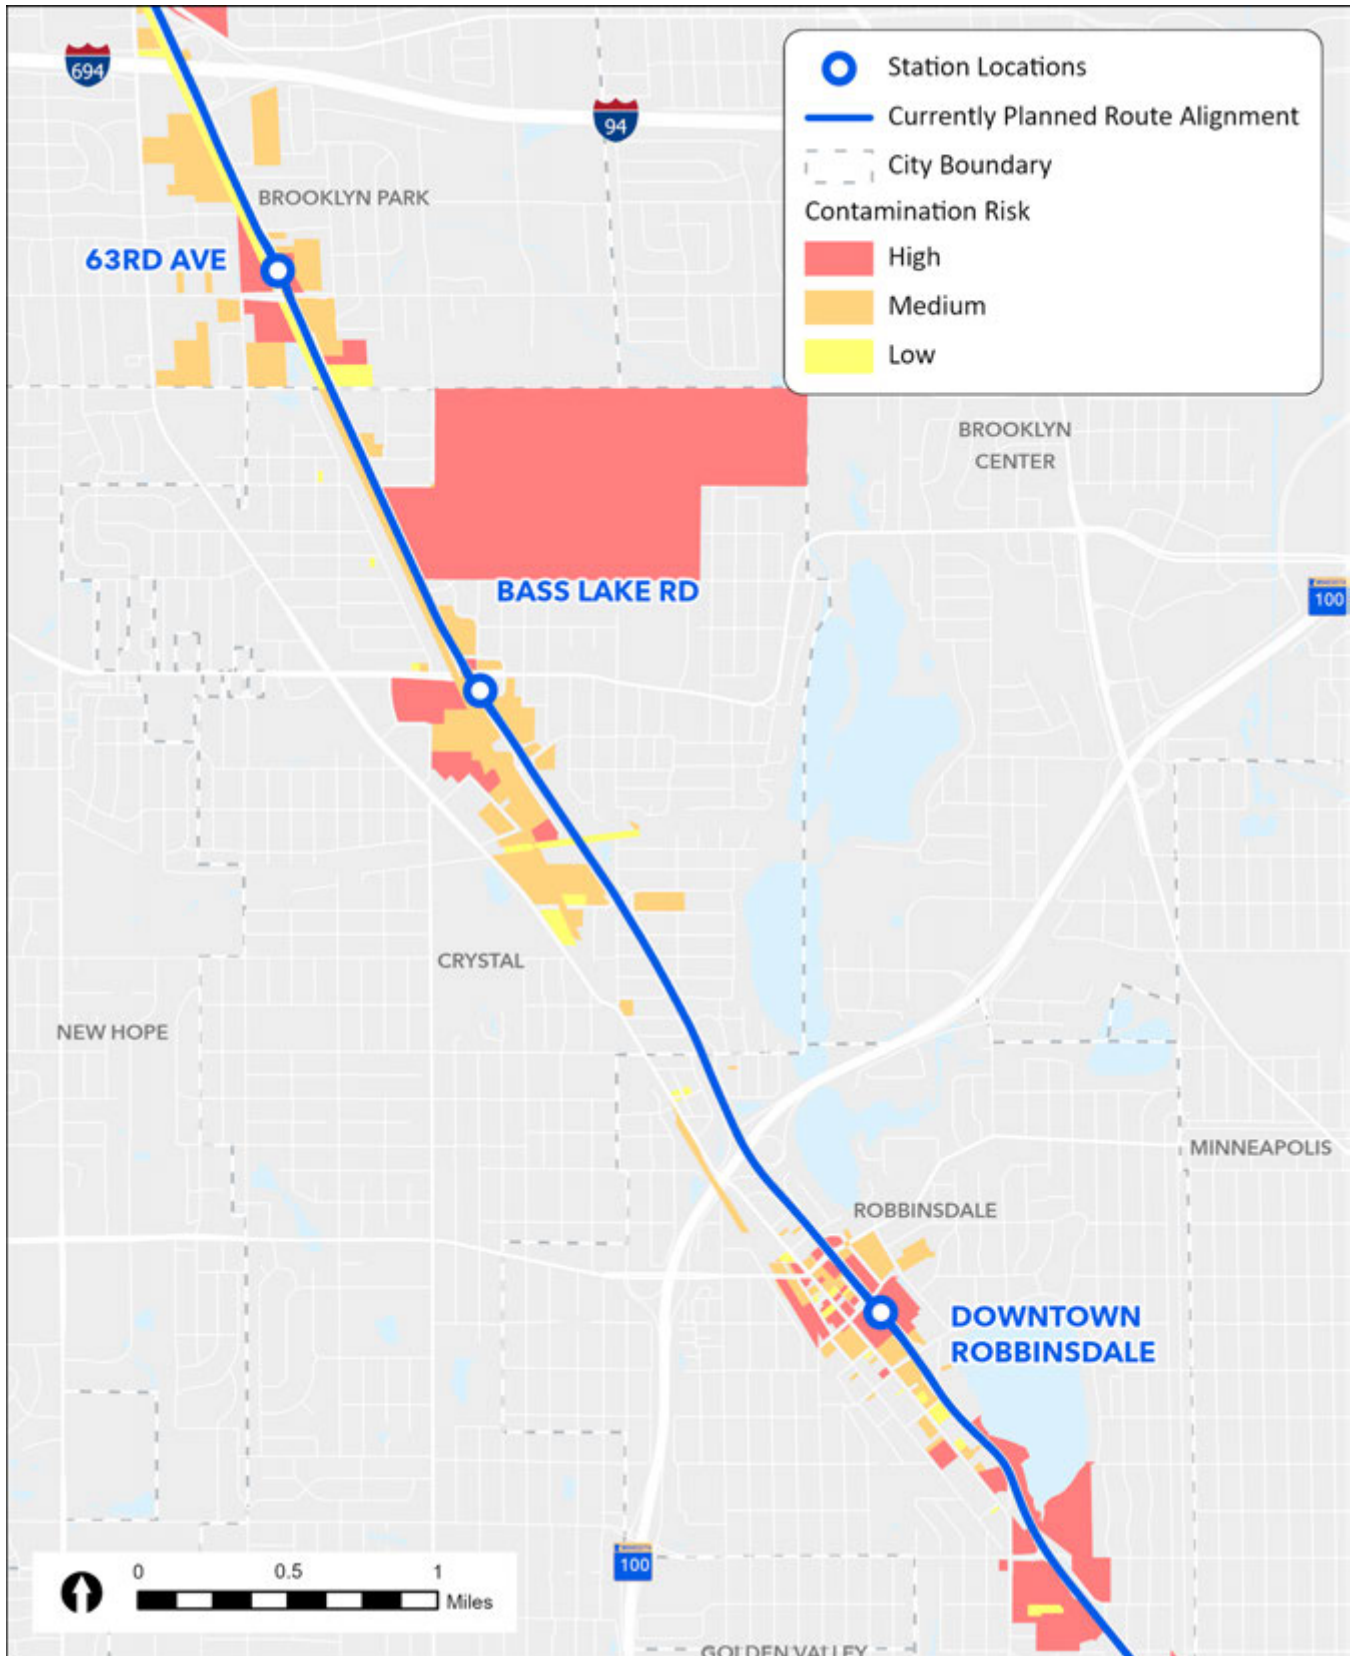 694
94
Station Locations
Currently Planned Route Alignment
City Boundary
Contamination Risk
High
Medium
Low
BROOKLYN PARK
63RD AVE
BROOKLYN
CENTER
BASS LAKE RD
100
CRYSTAL
NEW HOPE
MINNEAPOLIS
ROBBINSDALE
DOWNTOWN
ROBBINSDALE
100
0 0.5 1
Miles
GOLDEN VALLEY